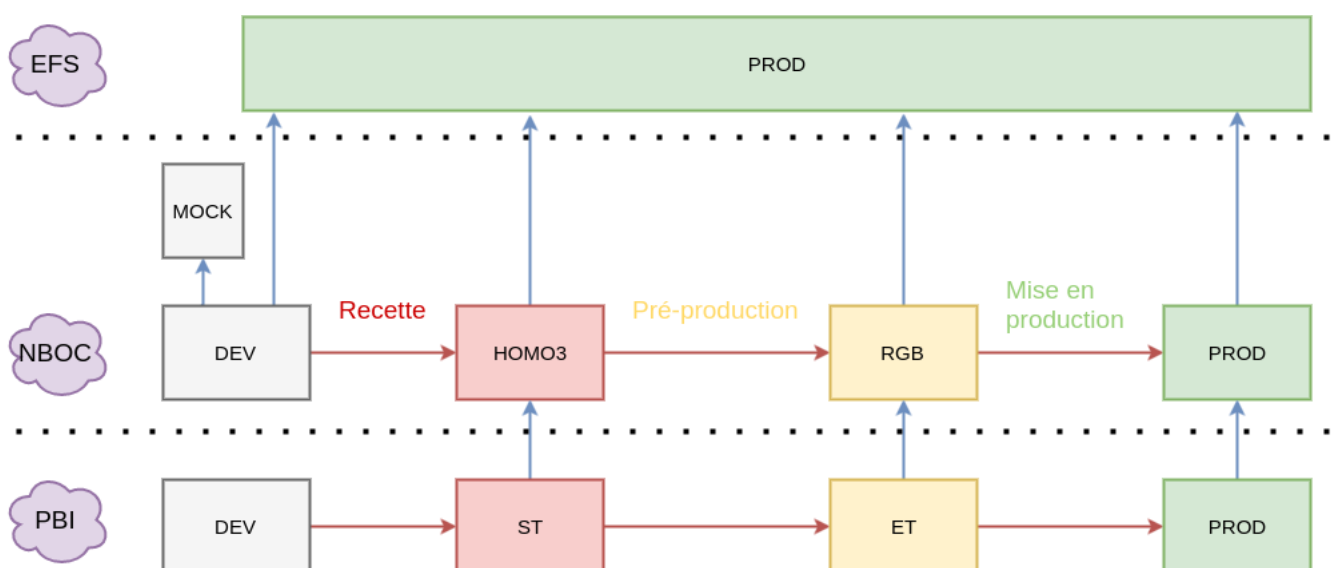 EFS
PROD
MOCK
Recette
Pré-production
Mise en
production
NBOC
DEV
HOMO3
RGB
PROD
PBI
DEV
ST
ET
PROD